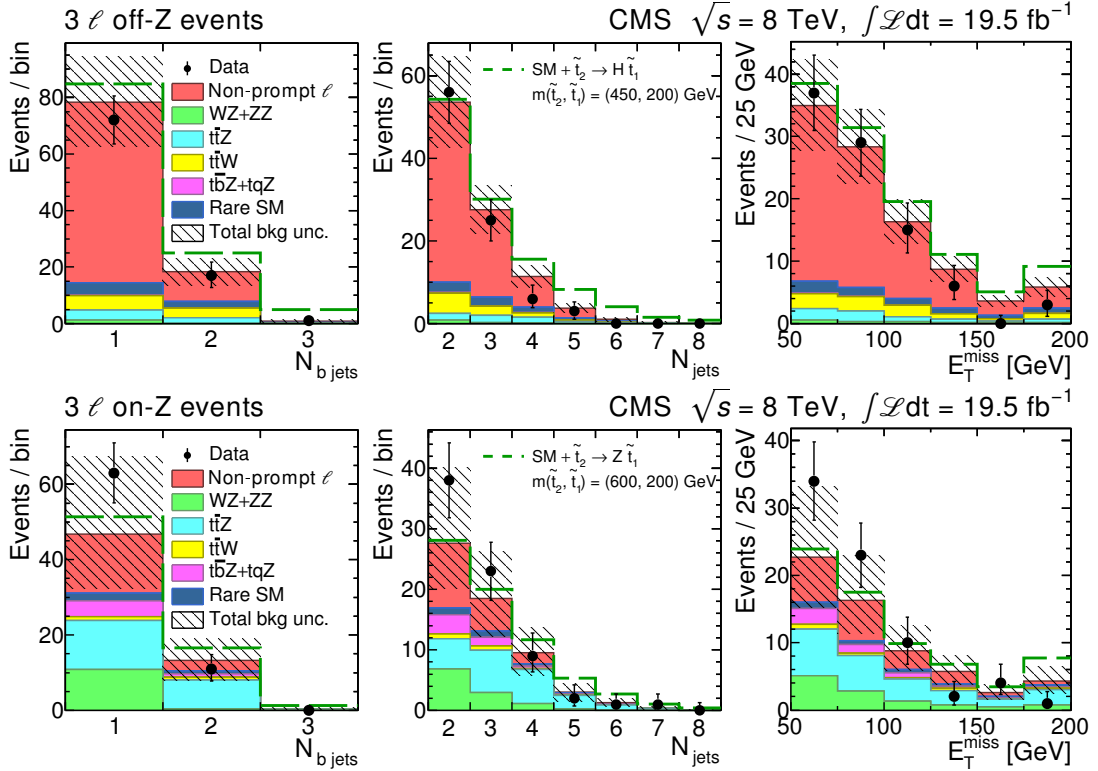 3 ℓ off-Z events
CMS √s = 8 TeV, ∫ℒdt = 19.5 fb⁻¹
Events / bin
80
60
40
20
0
1 2 3
N b jets
Data
Non-prompt ℓ
WZ+ZZ
tt̄Z
tt̄W
tb̄Z+tqZ
Rare SM
Total bkg unc.
Events / bin
60
40
20
0
2 3 4 5 6 7 8
N jets
SM + t̃₂ → H t̃₁
m(t̃₂, t̃₁) = (450, 200) GeV
Events / 25 GeV
40
30
20
10
0
50 100 150 200
E_T^miss [GeV]
3 ℓ on-Z events
CMS √s = 8 TeV, ∫ℒdt = 19.5 fb⁻¹
Events / bin
60
40
20
0
1 2 3
N b jets
Data
Non-prompt ℓ
WZ+ZZ
tt̄Z
tt̄W
tb̄Z+tqZ
Rare SM
Total bkg unc.
Events / bin
40
30
20
10
0
2 3 4 5 6 7 8
N jets
SM + t̃₂ → Z t̃₁
m(t̃₂, t̃₁) = (600, 200) GeV
Events / 25 GeV
40
30
20
10
0
50 100 150 200
E_T^miss [GeV]